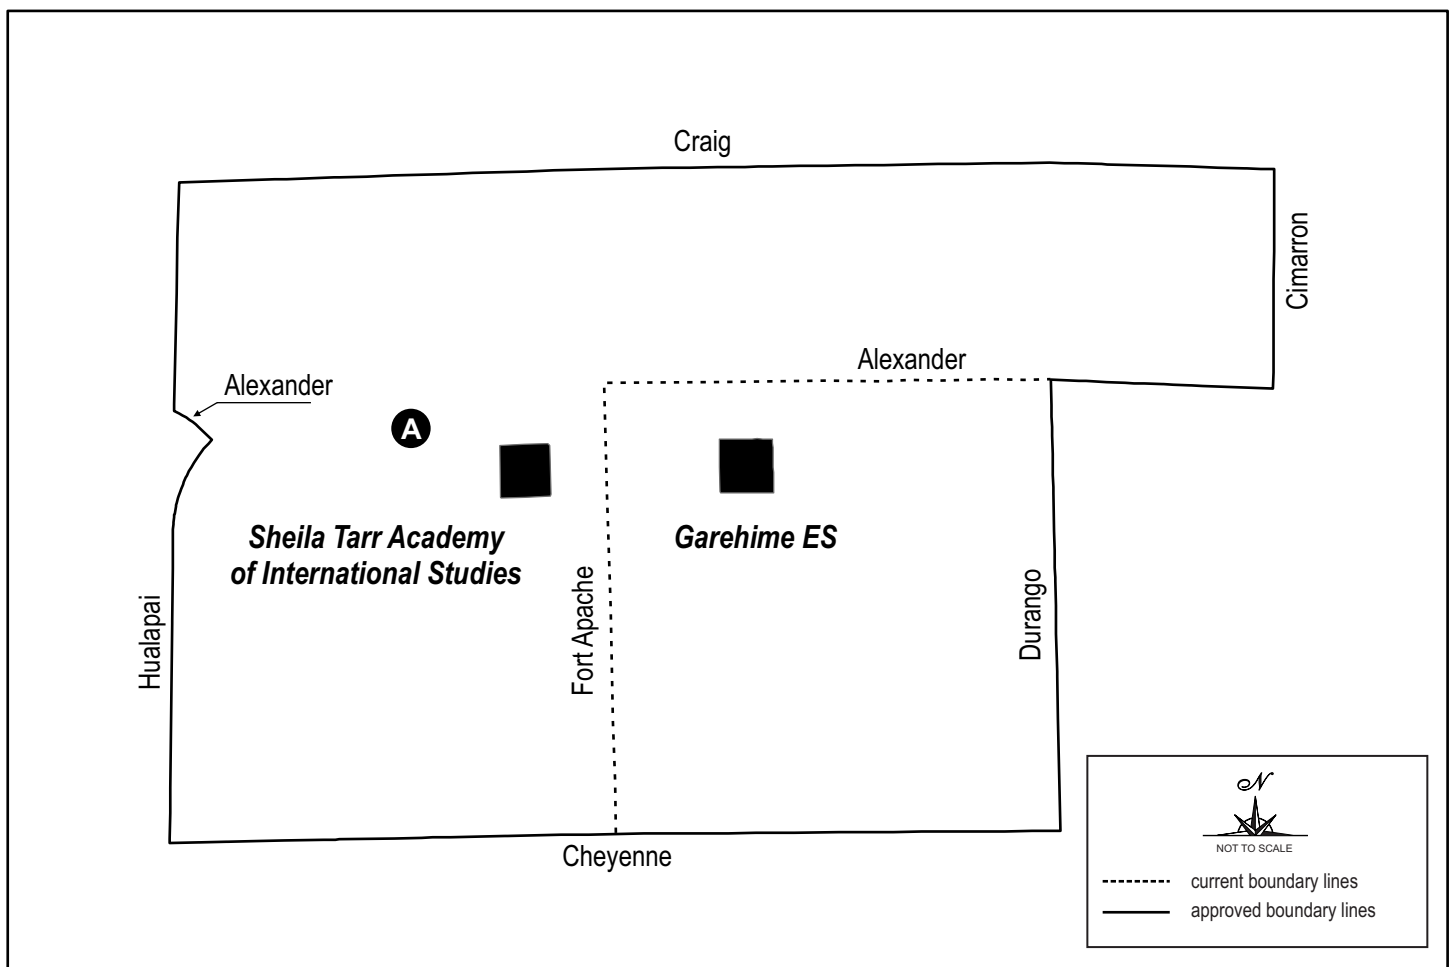 Craig
Cimarron
Alexander
Alexander
A
Sheila Tarr Academy
of International Studies
Garehime ES
Hualapai
Fort Apache
Durango
Cheyenne
N
NOT TO SCALE
current boundary lines
approved boundary lines